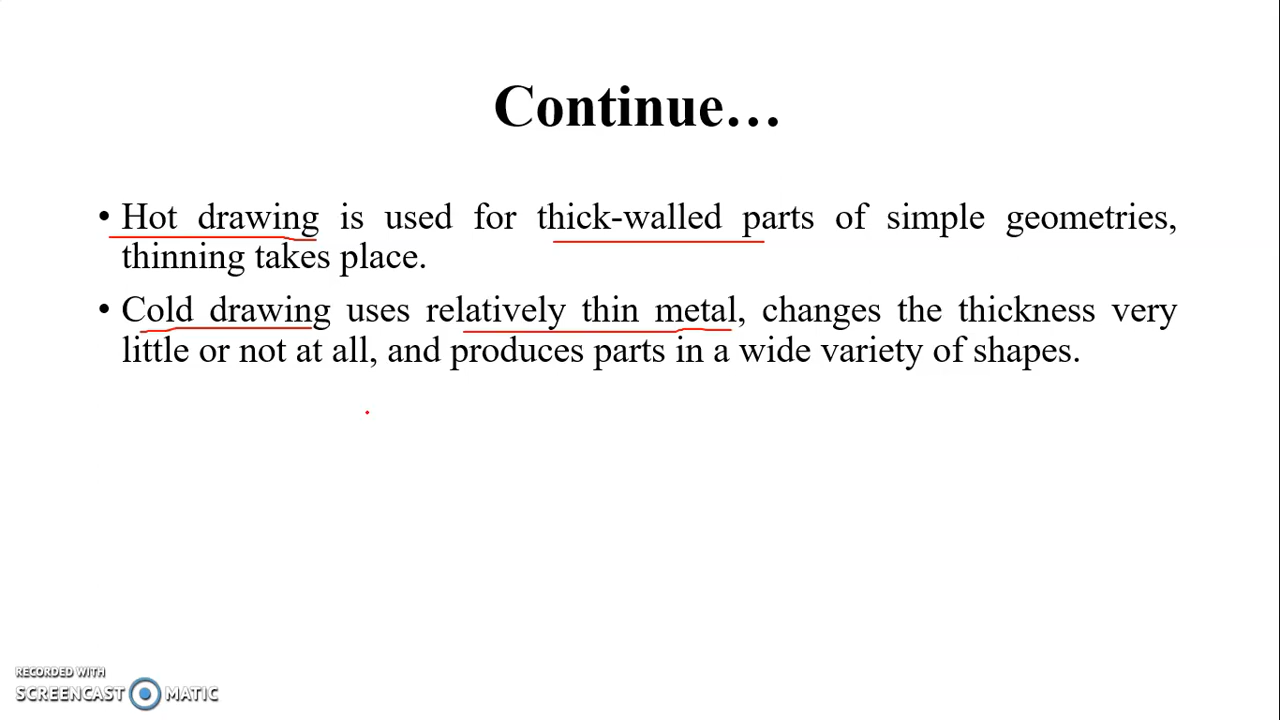 Continue…
• Hot drawing is used for thick-walled parts of simple geometries,
thinning takes place.
• Cold drawing uses relatively thin metal, changes the thickness very
little or not at all, and produces parts in a wide variety of shapes.
RECORDED WITH
SCREENCAST MATIC